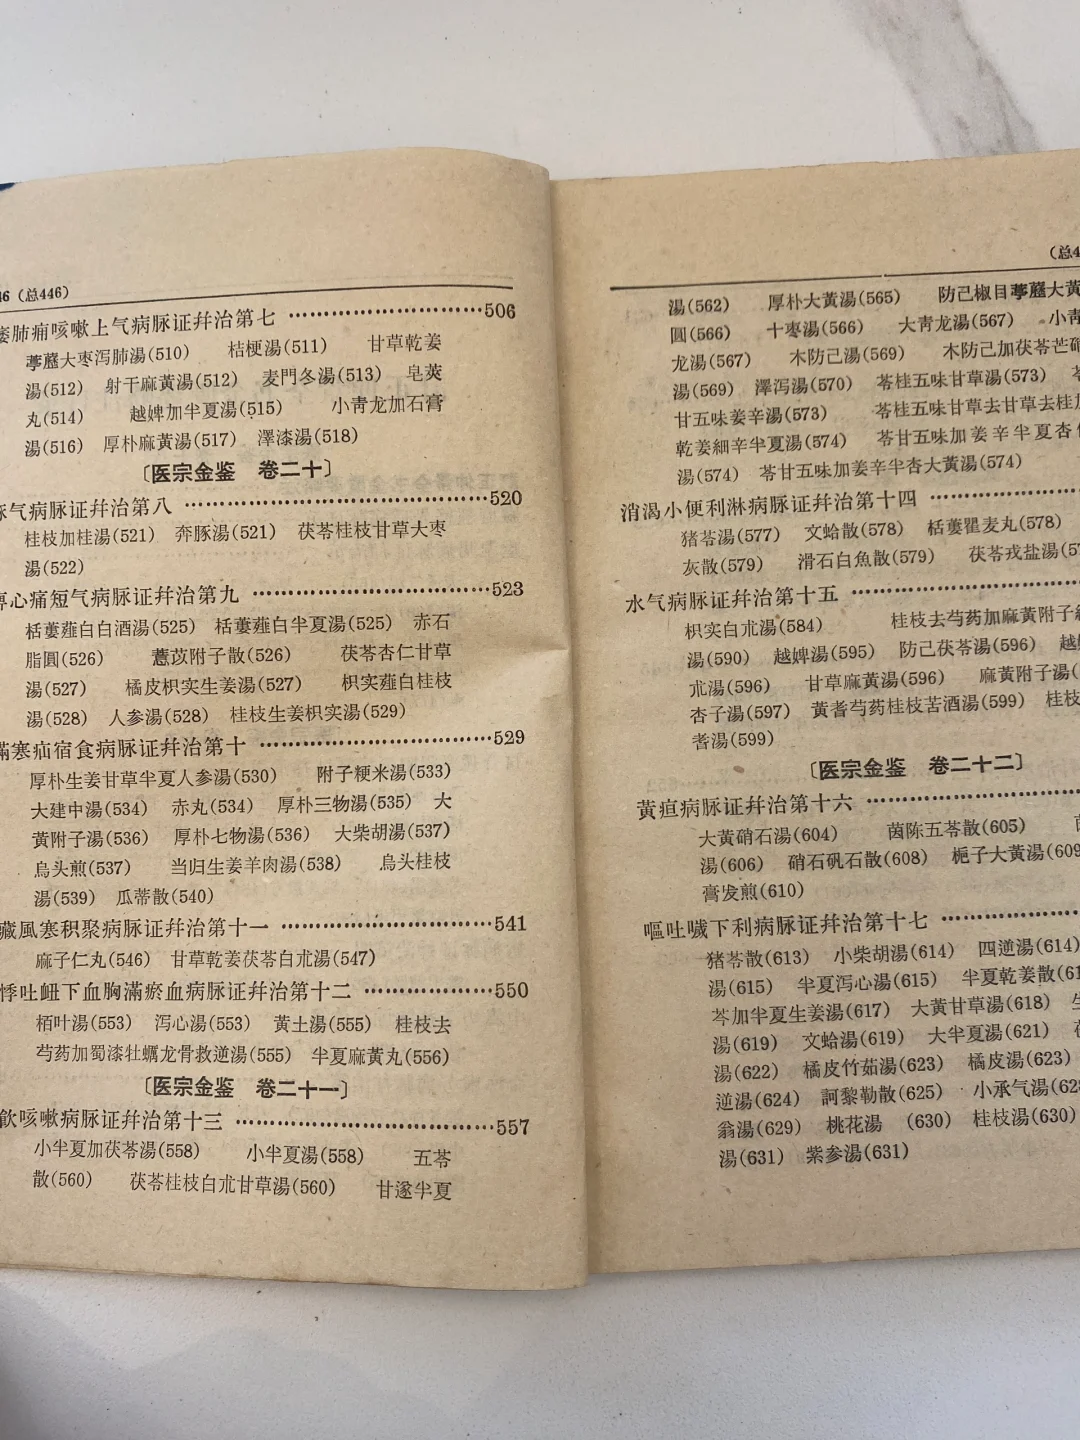 46 (总446)
痿肺痈咳嗽上气病脉证幷治第七 506
葶藶大枣泻肺湯(510) 桔梗湯(511) 甘草乾姜
湯(512) 射干麻黃湯(512) 麦門冬湯(513) 皂莢
丸(514) 越婢加半夏湯(515) 小靑龙加石膏
湯(516) 厚朴麻黃湯(517) 澤漆湯(518)
〔医宗金鉴 卷二十〕
豚气病脉证幷治第八 520
桂枝加桂湯(521) 奔豚湯(521) 茯苓桂枝甘草大枣
湯(522)
心痛短气病脉证幷治第九 523
栝蔞薤白白酒湯(525) 栝蔞薤白半夏湯(525) 赤石
脂圓(526) 薏苡附子散(526) 茯苓杏仁甘草
湯(527) 橘皮枳实生姜湯(527) 枳实薤白桂枝
湯(528) 人参湯(528) 桂枝生姜枳实湯(529)
滿寒疝宿食病脉证幷治第十 529
厚朴生姜甘草半夏人参湯(530) 附子粳米湯(533)
大建中湯(534) 赤丸(534) 厚朴三物湯(535) 大
黃附子湯(536) 厚朴七物湯(536) 大柴胡湯(537)
烏头煎(537) 当归生姜羊肉湯(538) 烏头桂枝
湯(539) 瓜蒂散(540)
藏風寒积聚病脉证幷治第十一 541
麻子仁丸(546) 甘草乾姜茯苓白朮湯(547)
悸吐衄下血胸滿瘀血病脉证幷治第十二 550
栢叶湯(553) 泻心湯(553) 黃土湯(555) 桂枝去
芍药加蜀漆牡蠣龙骨救逆湯(555) 半夏麻黃丸(556)
〔医宗金鉴 卷二十一〕
飮咳嗽病脉证幷治第十三 557
小半夏加茯苓湯(558) 小半夏湯(558) 五苓
散(560) 茯苓桂枝白朮甘草湯(560) 甘遂半夏
(总4
湯(562) 厚朴大黃湯(565) 防己椒目葶藶大黃
圓(566) 十枣湯(566) 大靑龙湯(567) 小靑
龙湯(567) 木防己湯(569) 木防己加茯苓芒硝
湯(569) 澤泻湯(570) 苓桂五味甘草湯(573)
甘五味姜辛湯(573) 苓桂五味甘草去甘草去桂加
乾姜細辛半夏湯(574) 苓甘五味加姜辛半夏杏
湯(574) 苓甘五味加姜辛半杏大黃湯(574)
消渴小便利淋病脉证幷治第十四
猪苓湯(577) 文蛤散(578) 栝蔞瞿麦丸(578)
灰散(579) 滑石白魚散(579) 茯苓戎盐湯(57
水气病脉证幷治第十五
枳实白朮湯(584) 桂枝去芍药加麻黃附子
湯(590) 越婢湯(595) 防己茯苓湯(596) 越
朮湯(596) 甘草麻黃湯(596) 麻黃附子湯(
杏子湯(597) 黃耆芍药桂枝苦酒湯(599) 桂枝
耆湯(599)
〔医宗金鉴 卷二十二〕
黃疸病脉证幷治第十六
大黃硝石湯(604) 茵陈五苓散(605)
湯(606) 硝石矾石散(608) 梔子大黃湯(609
膏发煎(610)
嘔吐噦下利病脉证幷治第十七
猪苓散(613) 小柴胡湯(614) 四逆湯(614)
湯(615) 半夏泻心湯(615) 半夏乾姜散(61
芩加半夏生姜湯(617) 大黃甘草湯(618) 生
湯(619) 文蛤湯(619) 大半夏湯(621)
湯(622) 橘皮竹茹湯(623) 橘皮湯(623)
逆湯(624) 訶黎勒散(625) 小承气湯(628
翁湯(629) 桃花湯 (630) 桂枝湯(630)
湯(631) 紫参湯(631)